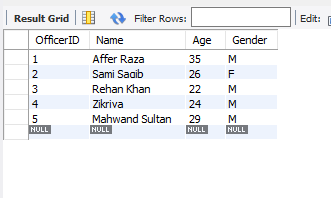 Result Grid Filter Rows: Edit:
OfficerID Name Age Gender
1 Affer Raza 35 M
2 Sami Saqib 26 F
3 Rehan Khan 22 M
4 Zikriya 24 M
5 Mahwand Sultan 29 M
NULL NULL NULL NULL